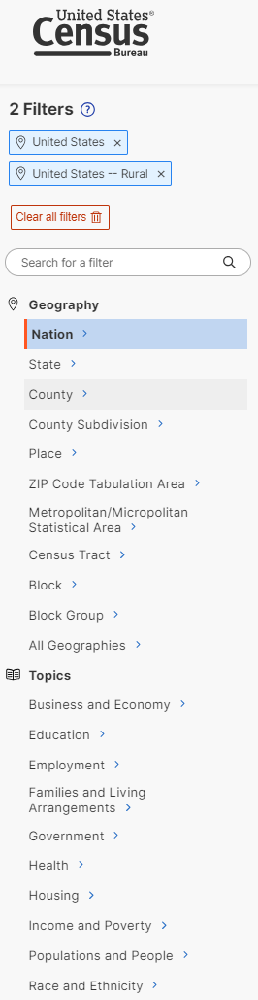 United States®
Census
Bureau
2 Filters ?
United States ×
United States -- Rural ×
Clear all filters
Search for a filter
Geography
Nation
State
County
County Subdivision
Place
ZIP Code Tabulation Area
Metropolitan/Micropolitan
Statistical Area
Census Tract
Block
Block Group
All Geographies
Topics
Business and Economy
Education
Employment
Families and Living
Arrangements
Government
Health
Housing
Income and Poverty
Populations and People
Race and Ethnicity